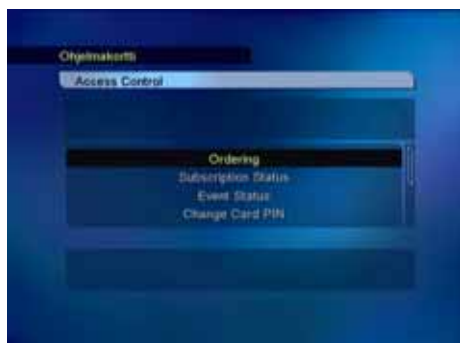 Ohjelmakortti
Access Control
Ordering
Subscription Status
Event Status
Change Card PIN